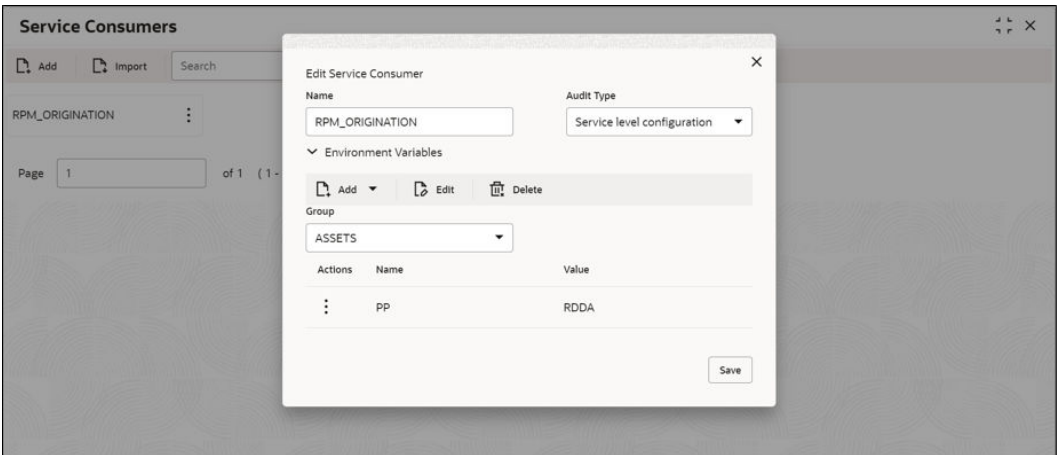 Service Consumers
Add Import Search
RPM_ORIGINATION
Page 1 of 1 ( 1 -
Edit Service Consumer
Name Audit Type
RPM_ORIGINATION Service level configuration
Environment Variables
Add Edit Delete
Group
ASSETS
Actions Name Value
PP RDDA
Save